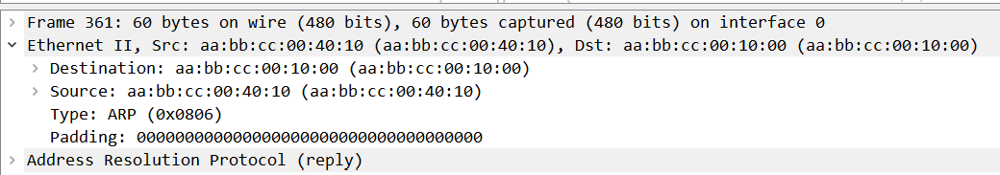 Frame 361: 60 bytes on wire (480 bits), 60 bytes captured (480 bits) on interface 0
Ethernet II, Src: aa:bb:cc:00:40:10 (aa:bb:cc:00:40:10), Dst: aa:bb:cc:00:10:00 (aa:bb:cc:00:10:00)
Destination: aa:bb:cc:00:10:00 (aa:bb:cc:00:10:00)
Source: aa:bb:cc:00:40:10 (aa:bb:cc:00:40:10)
Type: ARP (0x0806)
Padding: 000000000000000000000000000000000000
Address Resolution Protocol (reply)